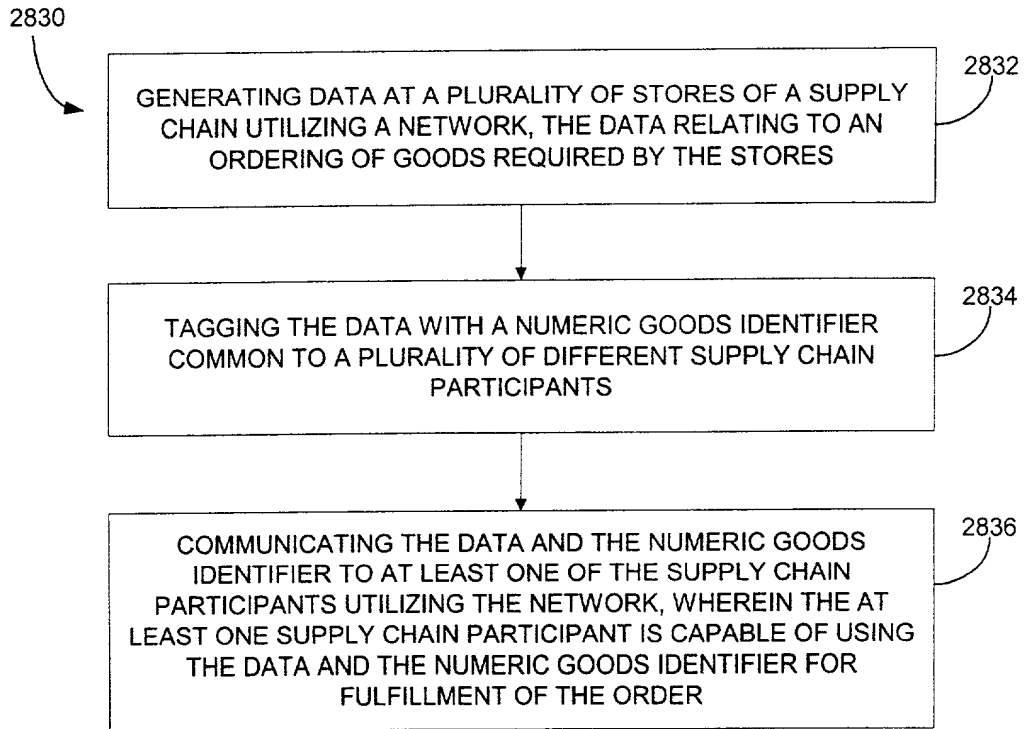 2830
2832
GENERATING DATA AT A PLURALITY OF STORES OF A SUPPLY
CHAIN UTILIZING A NETWORK, THE DATA RELATING TO AN
ORDERING OF GOODS REQUIRED BY THE STORES
2834
TAGGING THE DATA WITH A NUMERIC GOODS IDENTIFIER
COMMON TO A PLURALITY OF DIFFERENT SUPPLY CHAIN
PARTICIPANTS
2836
COMMUNICATING THE DATA AND THE NUMERIC GOODS
IDENTIFIER TO AT LEAST ONE OF THE SUPPLY CHAIN
PARTICIPANTS UTILIZING THE NETWORK, WHEREIN THE AT
LEAST ONE SUPPLY CHAIN PARTICIPANT IS CAPABLE OF USING
THE DATA AND THE NUMERIC GOODS IDENTIFIER FOR
FULFILLMENT OF THE ORDER